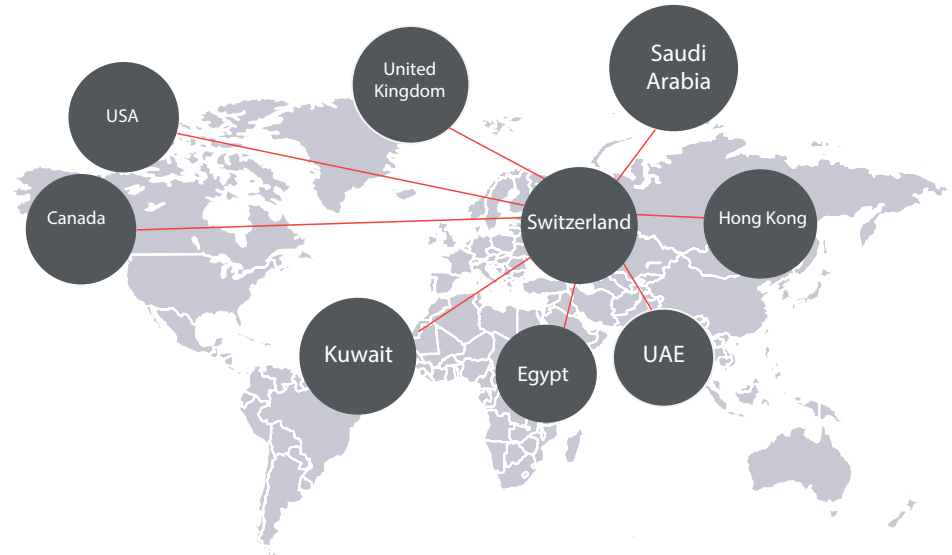 Saudi
Arabia
United
Kingdom
USA
Canada
Switzerland
Hong Kong
Kuwait
UAE
Egypt